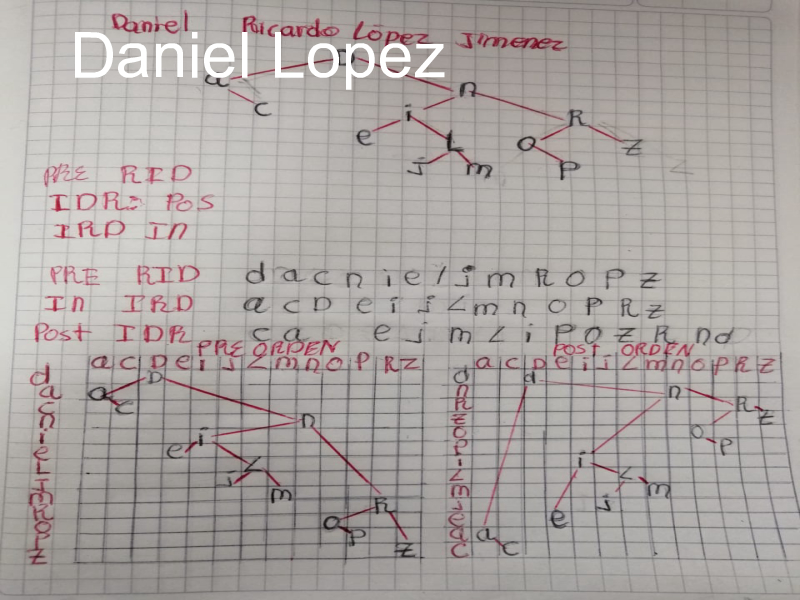 Daniel Ricardo López Jimenez
Daniel Lopez
D
a n
c i R
e L O Z
j m P
PRE RID
IDR: POS
IRD IN
PRE RID d a c n i e l j m R O P Z
In IRD a c D e i j L m n O P R Z
Post IDR c a e j m L i P O Z R n d
PRE ORDEN
a c D e i j L m n O P R Z
POST ORDEN
a c D e i j L m n O P R Z
D
a n
c i
e L
j m
R
O P
Z
d n
R Z
O P
i L
m
j
e
a c